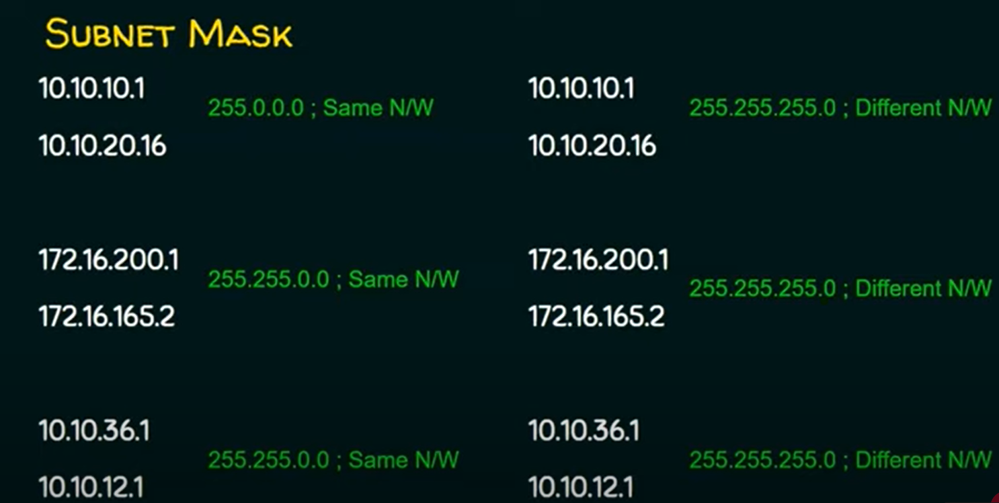 SUBNET MASK
10.10.10.1
255.0.0.0 ; Same N/W
10.10.20.16
10.10.10.1
255.255.255.0 ; Different N/W
10.10.20.16
172.16.200.1
255.255.0.0 ; Same N/W
172.16.165.2
172.16.200.1
255.255.255.0 ; Different N/W
172.16.165.2
10.10.36.1
255.255.0.0 ; Same N/W
10.10.12.1
10.10.36.1
255.255.255.0 ; Different N/W
10.10.12.1